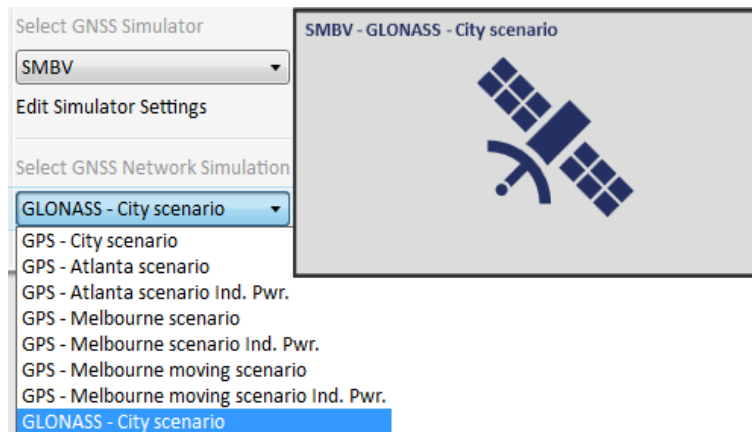 Select GNSS Simulator
SMBV
Edit Simulator Settings
Select GNSS Network Simulation
GLONASS - City scenario
GPS - City scenario
GPS - Atlanta scenario
GPS - Atlanta scenario Ind. Pwr.
GPS - Melbourne scenario
GPS - Melbourne scenario Ind. Pwr.
GPS - Melbourne moving scenario
GPS - Melbourne moving scenario Ind. Pwr.
GLONASS - City scenario
SMBV - GLONASS - City scenario